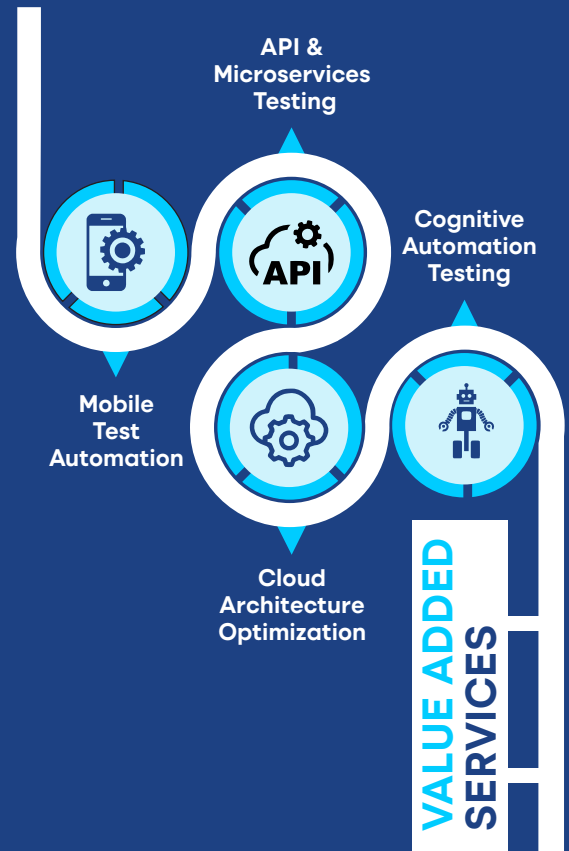 API &
Microservices
Testing
Cognitive
Automation
Testing
API
Mobile
Test
Automation
Cloud
Architecture
Optimization
VALUE ADDED
SERVICES